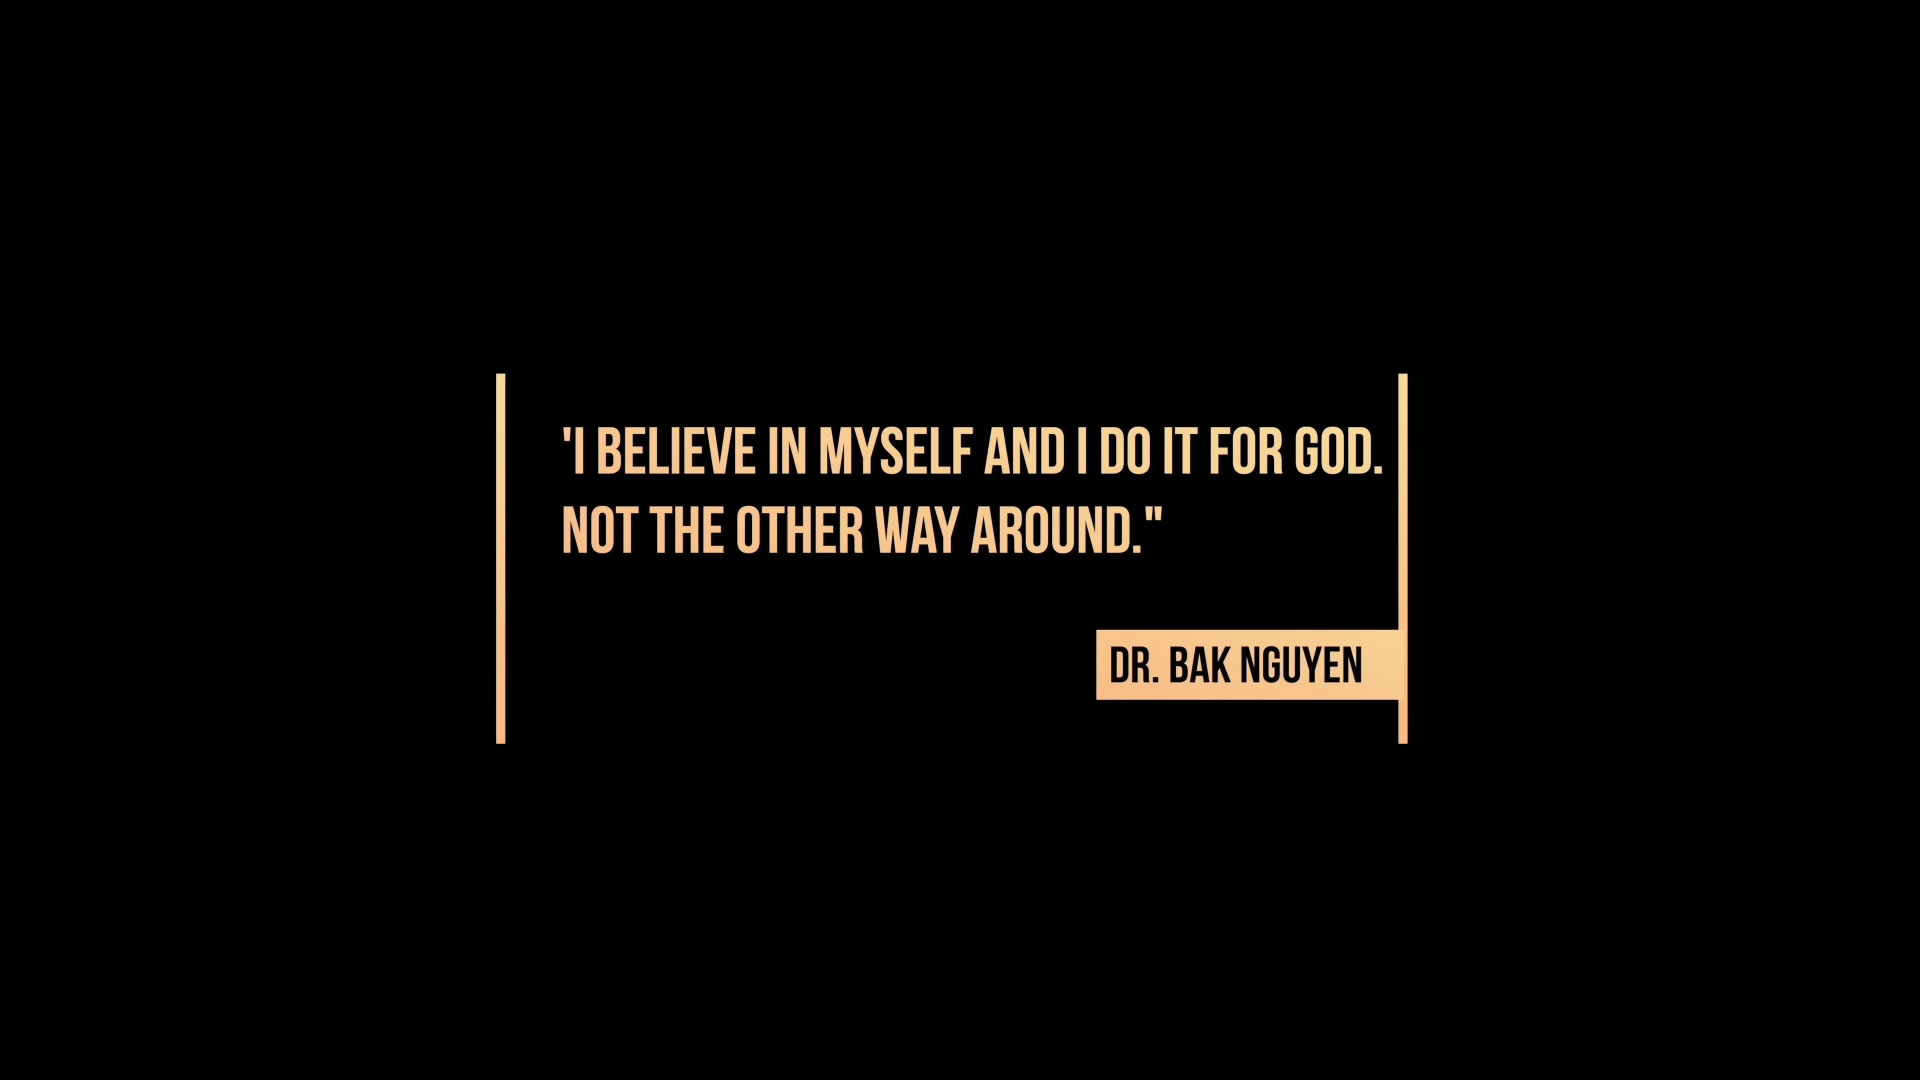 "I BELIEVE IN MYSELF AND I DO IT FOR GOD.
NOT THE OTHER WAY AROUND."
DR. BAK NGUYEN